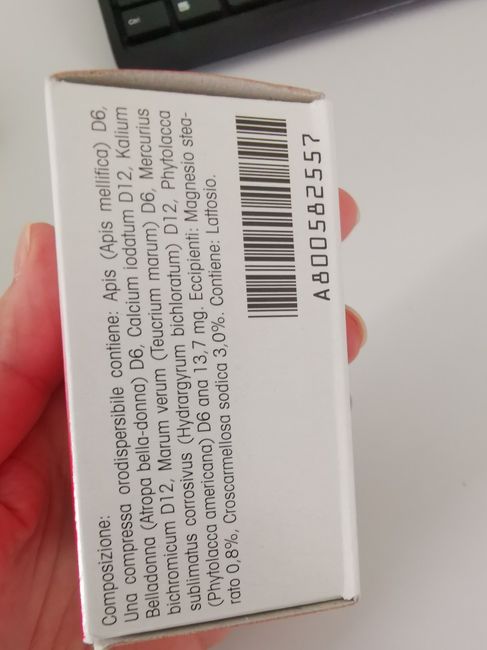 Composizione:
Una compressa orodispersibile contiene: Apis (Apis mellifica) D6,
Belladonna (Atropa bella-donna) D6, Calcium iodatum D12, Kalium
bichromicum D12, Marum verum (Teucrium marum) D6, Mercurius
sublimatus corrosivus (Hydrargyrum bichloratum) D12, Phytolacca
(Phytolacca americana) D6 ana 13,7 mg. Eccipienti: Magnesio stea-
rato 0,8%, Croscarmellosa sodica 3,0%. Contiene: Lattosio.
A800582557